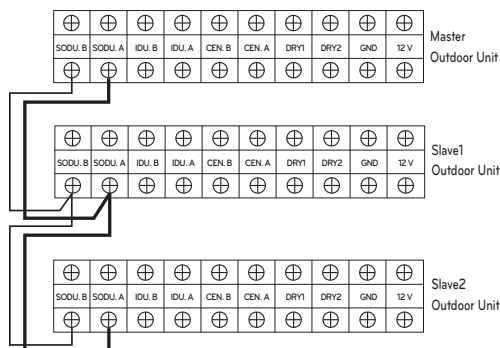 Master
Outdoor Unit
SODU. B SODU. A IDU. B IDU. A CEN. B CEN. A DRY1 DRY2 GND 12 V
Slave1
Outdoor Unit
SODU. B SODU. A IDU. B IDU. A CEN. B CEN. A DRY1 DRY2 GND 12 V
Slave2
Outdoor Unit
SODU. B SODU. A IDU. B IDU. A CEN. B CEN. A DRY1 DRY2 GND 12 V